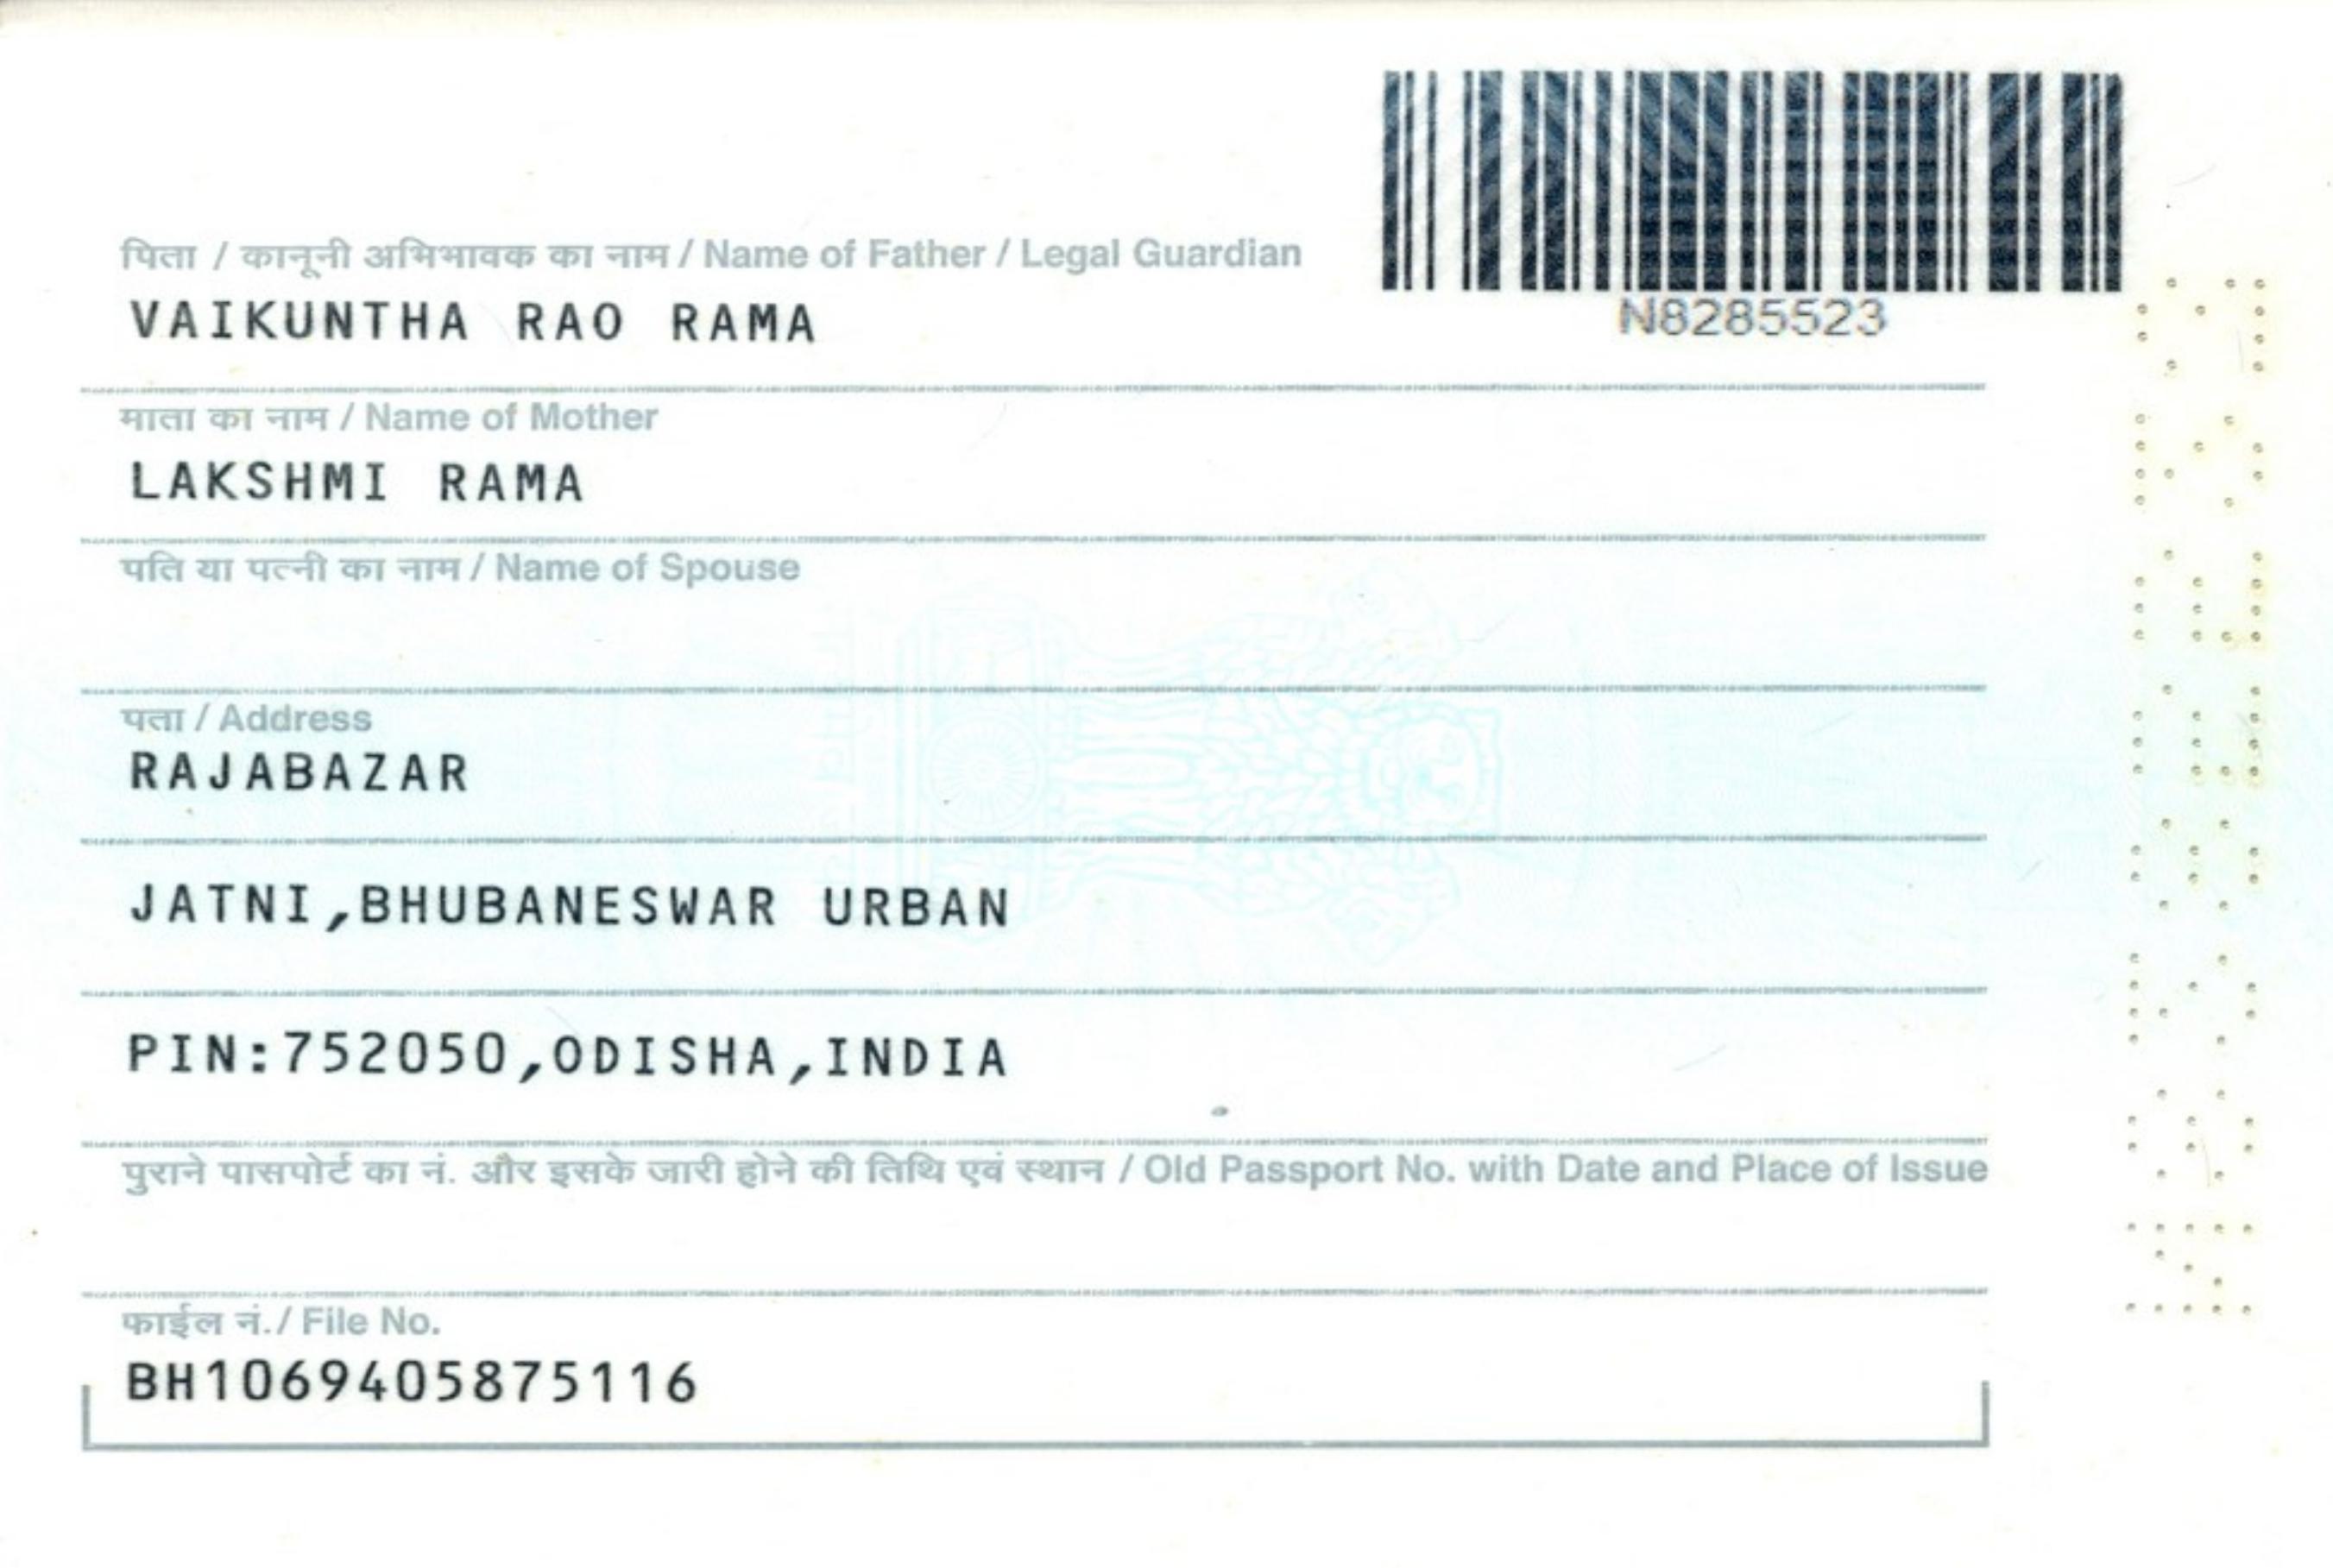 पिता / कानूनी अभिभावक का नाम / Name of Father / Legal Guardian
VAIKUNTHA RAO RAMA
N8285523
माता का नाम / Name of Mother
LAKSHMI RAMA
पति या पत्नी का नाम / Name of Spouse
पता / Address
RAJABAZAR
JATNI,BHUBANESWAR URBAN
PIN:752050,ODISHA,INDIA
पुराने पासपोर्ट का नं. और इसके जारी होने की तिथि एवं स्थान / Old Passport No. with Date and Place of Issue
फाईल नं./ File No.
BH1069405875116
N8285523